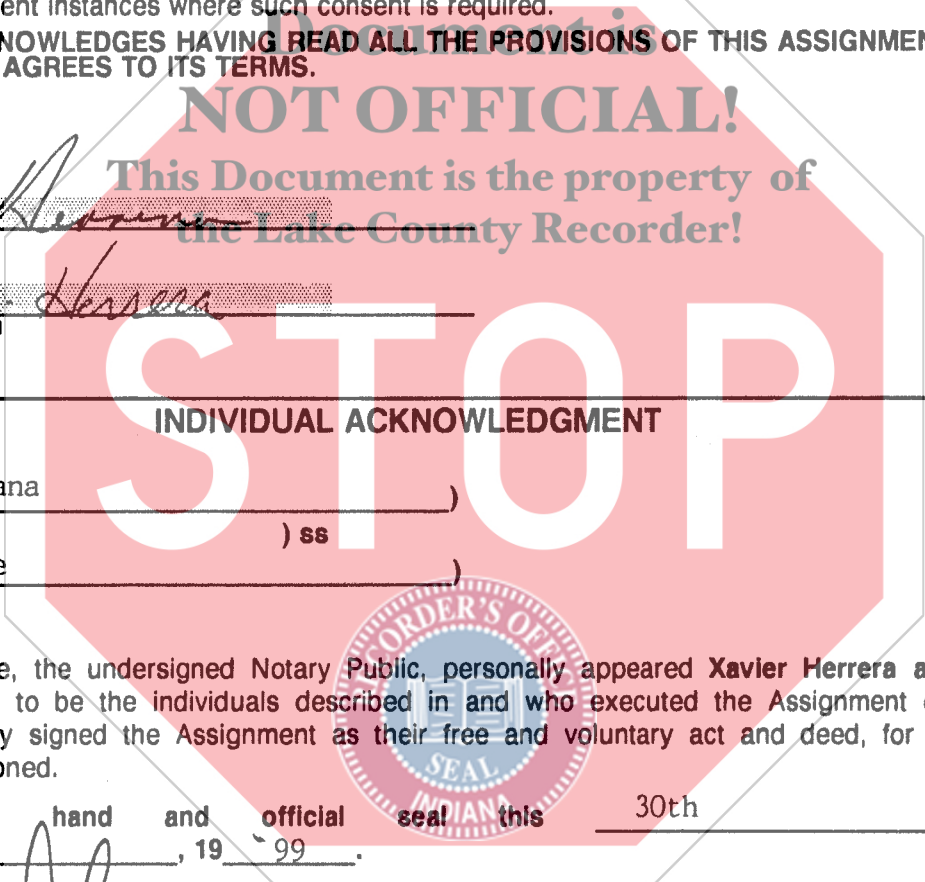 ent instances where such consent is required.
Document is
NOWLEDGES HAVING READ ALL THE PROVISIONS OF THIS ASSIGNMEN
AGREES TO ITS TERMS.
NOT OFFICIAL!
This Document is the property of
the Lake County Recorder!
Herrera
Herrera
STOP
INDIVIDUAL ACKNOWLEDGMENT
ana )
) ss
e )
CORDER'S OFFIC
e, the undersigned Notary Public, personally appeared Xavier Herrera a
to be the individuals described in and who executed the Assignment
y signed the Assignment as their free and voluntary act and deed, for
oned.
SEAL
INDIANA
hand and official seal this 30th
, 19 99 .